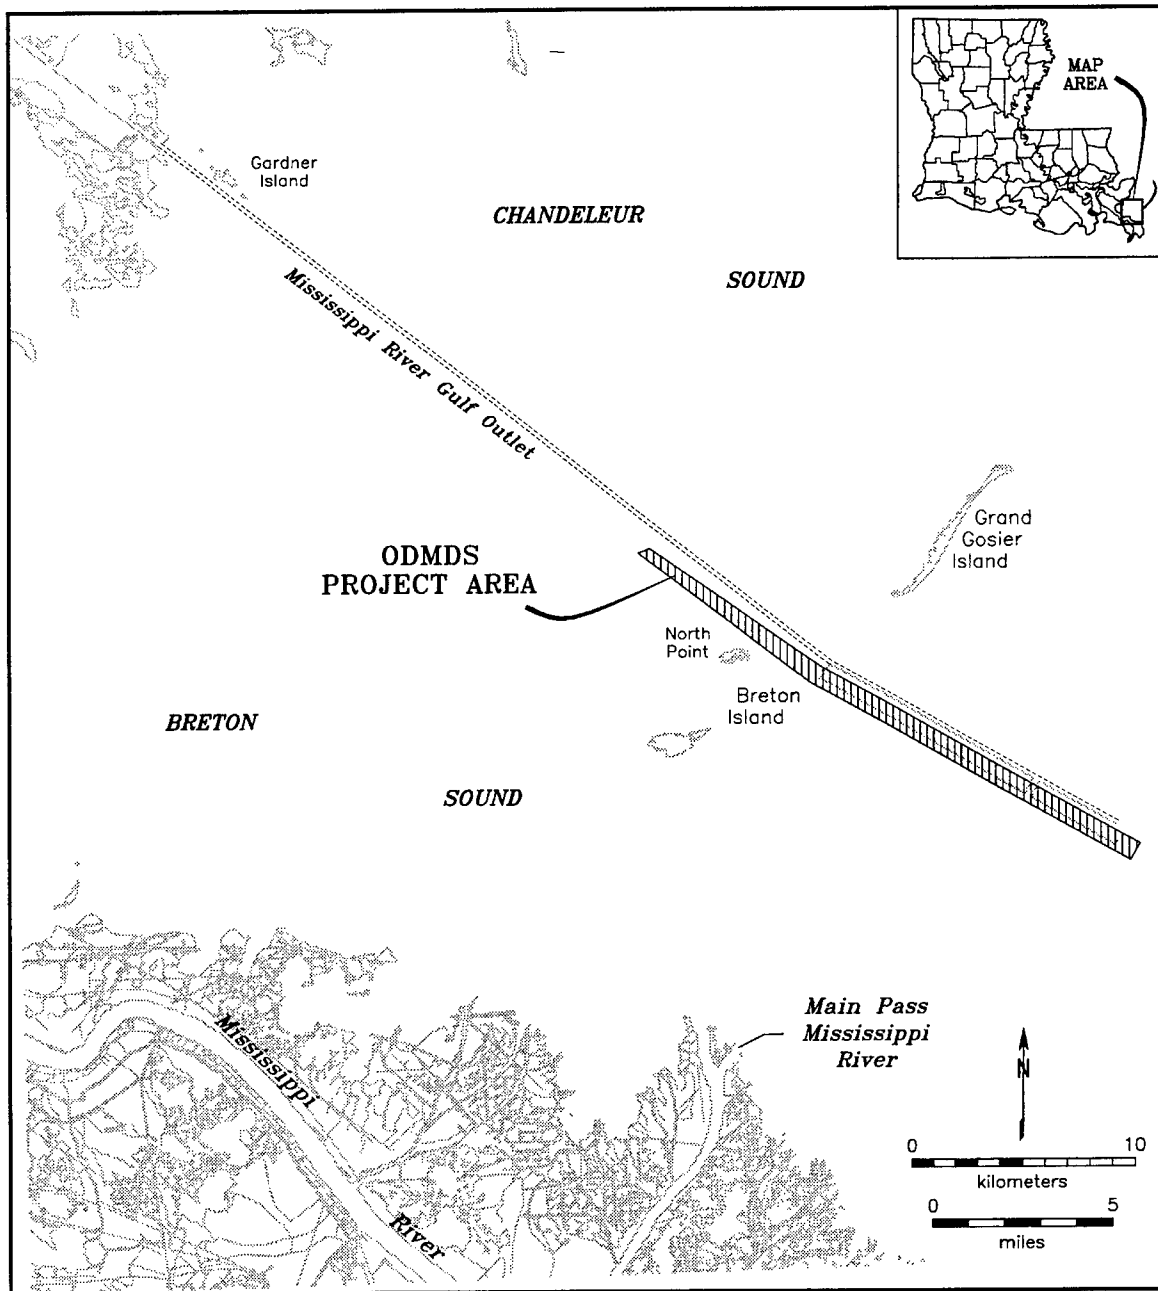 MAP
AREA
Gardner
Island
CHANDELEUR
SOUND
Mississippi River Gulf Outlet
Grand
Gosier
Island
ODMDS
PROJECT AREA
North
Point
Breton
Island
BRETON
SOUND
Main Pass
Mississippi
River
Mississippi
River
N
0 10
kilometers
0 5
miles